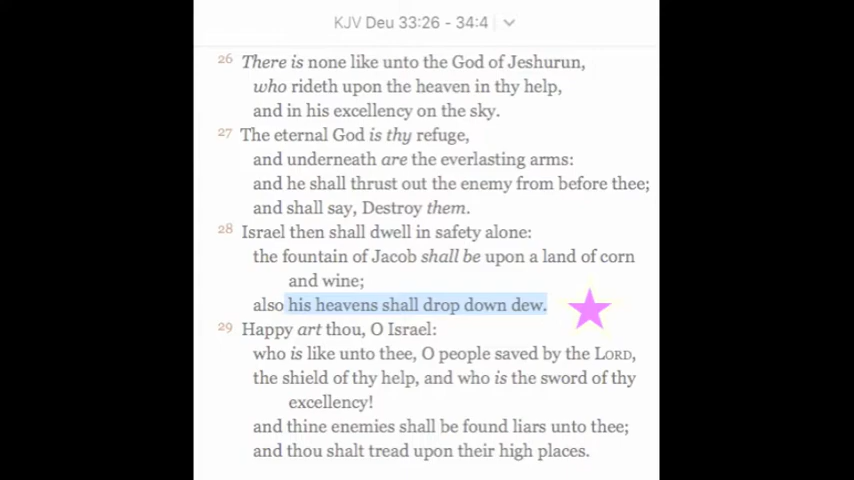 KJV Deu 33:26 - 34:4
26 There is none like unto the God of Jeshurun,
who rideth upon the heaven in thy help,
and in his excellency on the sky.
27 The eternal God is thy refuge,
and underneath are the everlasting arms:
and he shall thrust out the enemy from before thee;
and shall say, Destroy them.
28 Israel then shall dwell in safety alone:
the fountain of Jacob shall be upon a land of corn
and wine;
also his heavens shall drop down dew.
29 Happy art thou, O Israel:
who is like unto thee, O people saved by the LORD,
the shield of thy help, and who is the sword of thy
excellency!
and thine enemies shall be found liars unto thee;
and thou shalt tread upon their high places.